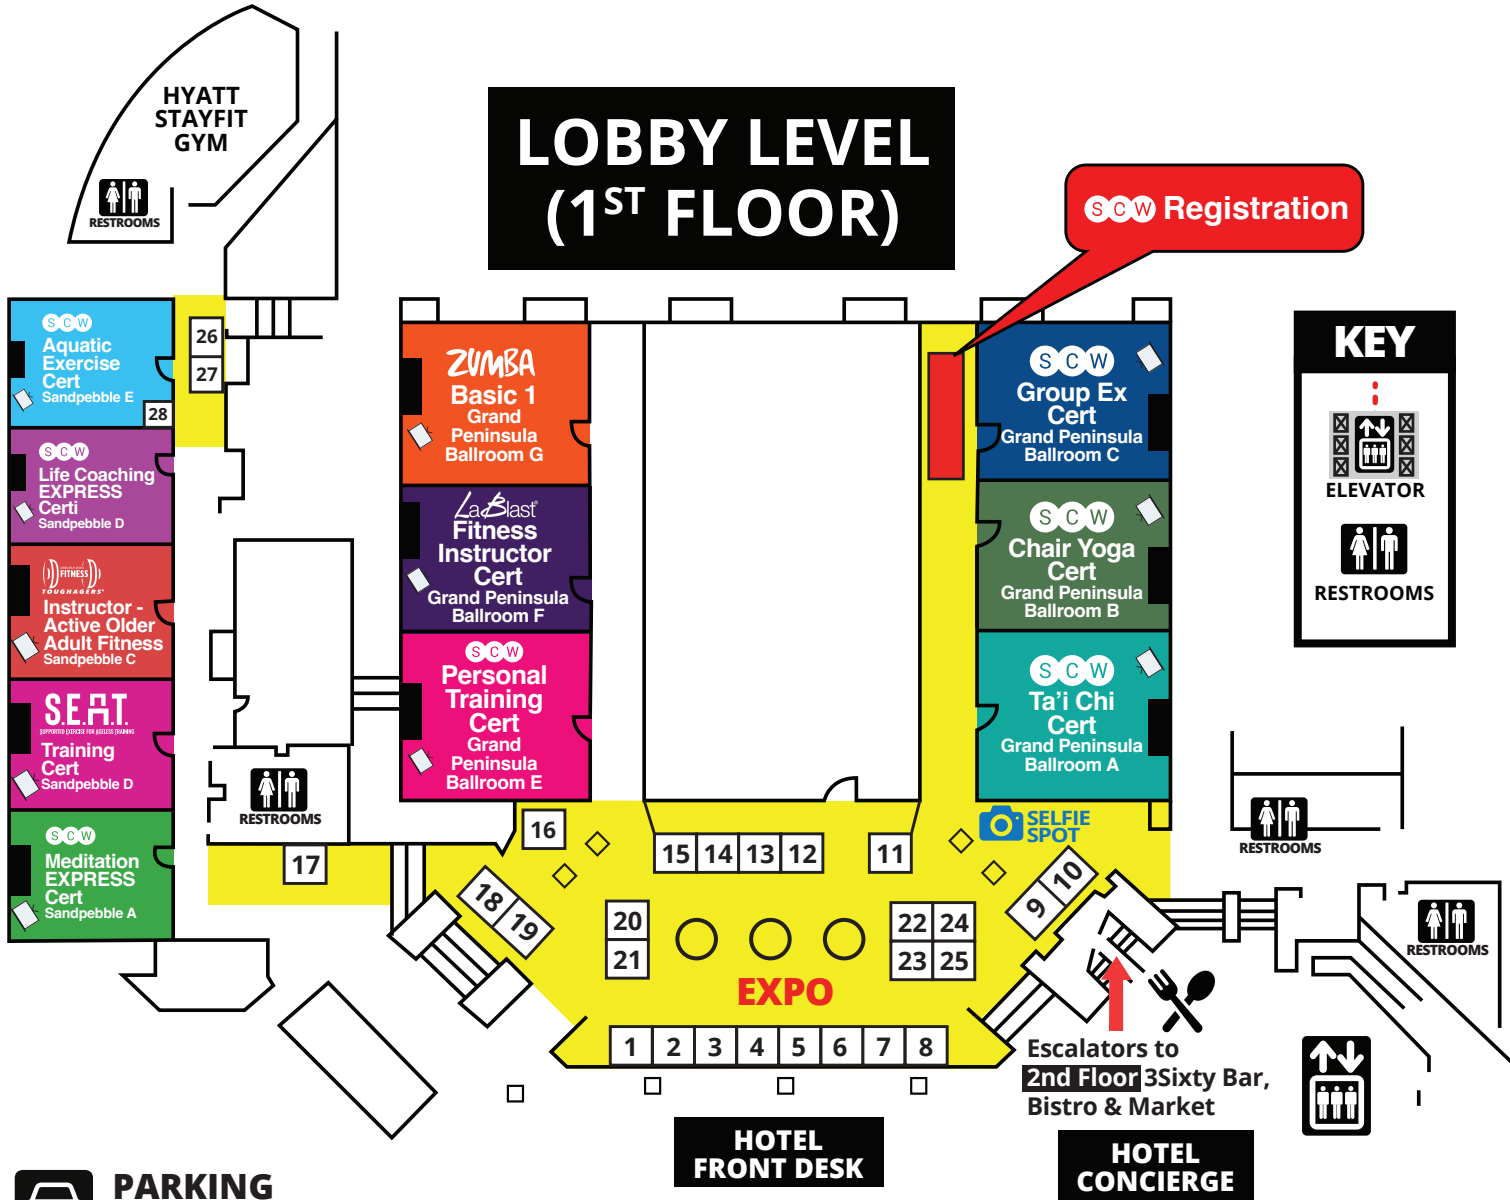 HYATT
STAYFIT
GYM
RESTROOMS
LOBBY LEVEL
(1ST FLOOR)
SCW Registration
KEY
ELEVATOR
RESTROOMS
SCW
Aquatic
Exercise
Cert
Sandpebble E
26
27
28
SCW
Life Coaching
EXPRESS
Certi
Sandpebble D
FITNESS
TOUGHAGERS
Instructor -
Active Older
Adult Fitness
Sandpebble C
S.E.A.T.
SUPPORTED EXERCISE FOR AGELESS TRAINING
Training
Cert
Sandpebble D
SCW
Meditation
EXPRESS
Cert
Sandpebble A
ZUMBA
Basic 1
Grand
Peninsula
Ballroom G
LaBlast®
Fitness
Instructor
Cert
Grand Peninsula
Ballroom F
SCW
Personal
Training
Cert
Grand
Peninsula
Ballroom E
SCW
Group Ex
Cert
Grand Peninsula
Ballroom C
SCW
Chair Yoga
Cert
Grand Peninsula
Ballroom B
SCW
Ta'i Chi
Cert
Grand Peninsula
Ballroom A
RESTROOMS
SELFIE
SPOT
RESTROOMS
RESTROOMS
16
17
15 14 13 12
11
10
9
18
19
20
21
22 24
23 25
EXPO
1 2 3 4 5 6 7 8
Escalators to
2nd Floor 3Sixty Bar,
Bistro & Market
HOTEL
FRONT DESK
HOTEL
CONCIERGE
PARKING